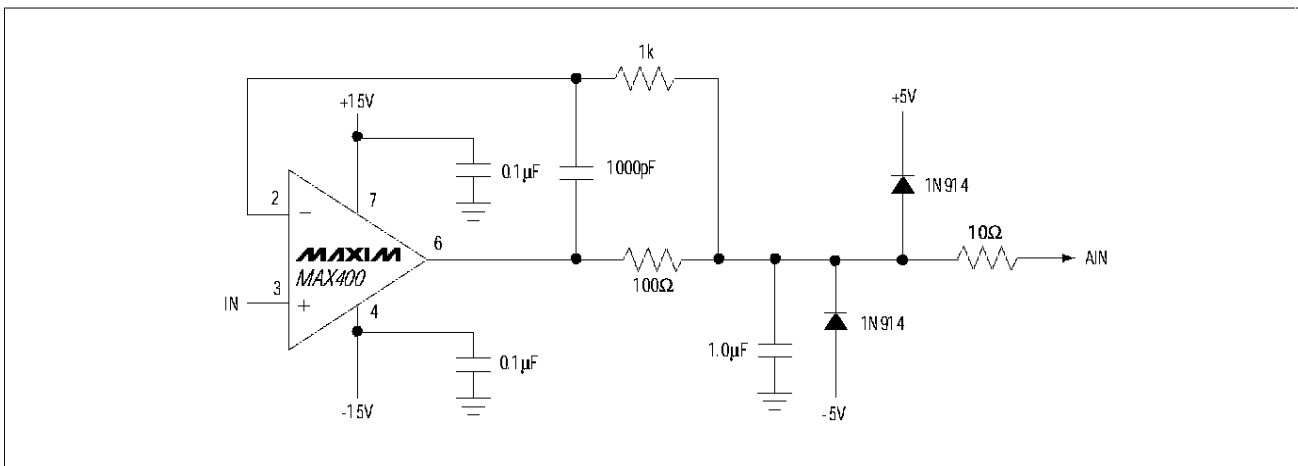 1k
+15V
+5V
0.1µF
1000pF
1N914
2
7
−
MAXIM
6
10Ω
MAX400
AIN
100Ω
IN
3
+
4
1N914
1.0µF
0.1µF
-15V
-5V